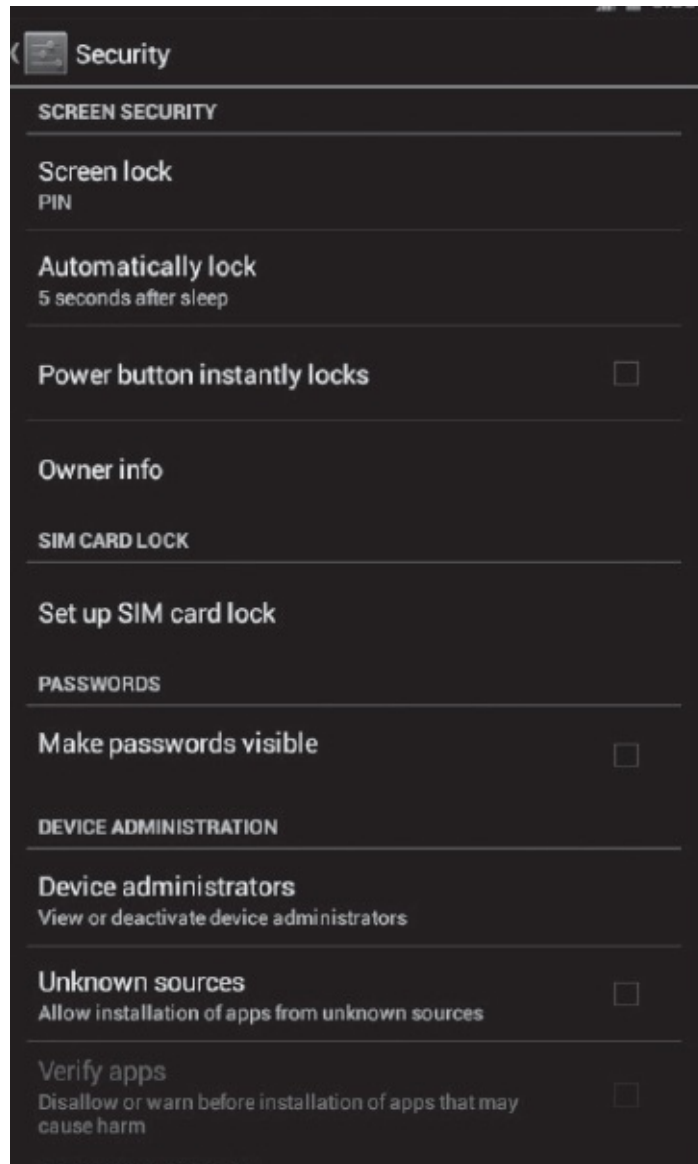 Security
SCREEN SECURITY
Screen lock
PIN
Automatically lock
5 seconds after sleep
Power button instantly locks
Owner info
SIM CARD LOCK
Set up SIM card lock
PASSWORDS
Make passwords visible
DEVICE ADMINISTRATION
Device administrators
View or deactivate device administrators
Unknown sources
Allow installation of apps from unknown sources
Verify apps
Disallow or warn before installation of apps that may
cause harm